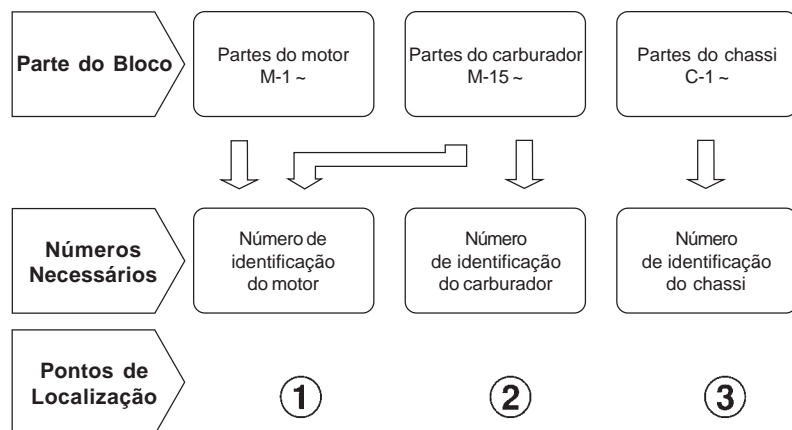 Parte do Bloco
Partes do motor
M-1 ~
Partes do carburador
M-15 ~
Partes do chassi
C-1 ~
Números
Necessários
Número de
identificação
do motor
Número
de identificação
do carburador
Número
de identificação
do chassi
Pontos de
Localização
1
2
3